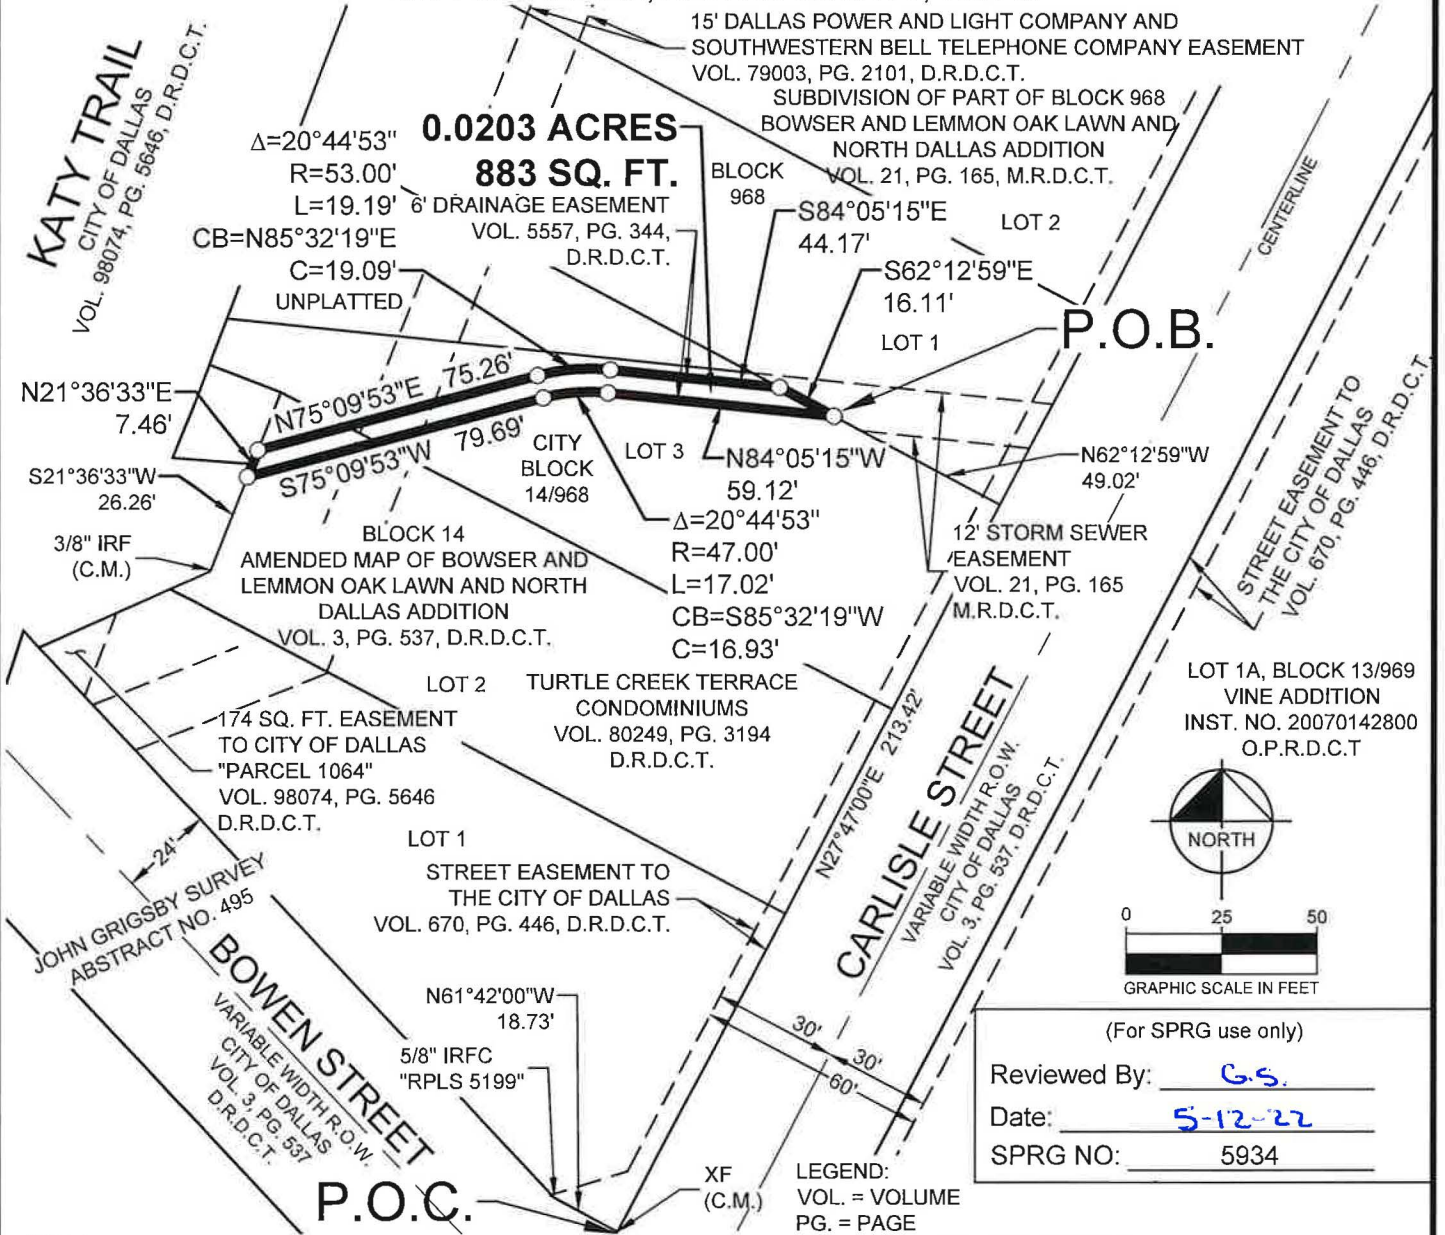 15' DALLAS POWER AND LIGHT COMPANY AND
SOUTHWESTERN BELL TELEPHONE COMPANY EASEMENT
VOL. 79003, PG. 2101, D.R.D.C.T.
SUBDIVISION OF PART OF BLOCK 968
BOWSER AND LEMMON OAK LAWN AND
NORTH DALLAS ADDITION
VOL. 21, PG. 165, M.R.D.C.T.
KATY TRAIL
CITY OF DALLAS
VOL. 98074, PG. 5646, D.R.D.C.T.
Δ=20°44'53"
R=53.00'
L=19.19'
CB=N85°32'19"E
C=19.09'
UNPLATTED
0.0203 ACRES
883 SQ. FT.
6' DRAINAGE EASEMENT
VOL. 5557, PG. 344,
D.R.D.C.T.
BLOCK
968
S84°05'15"E
44.17'
LOT 2
S62°12'59"E
16.11'
CENTERLINE
LOT 1
P.O.B.
N21°36'33"E
7.46'
N75°09'53"E 75.26'
S75°09'53"W 79.69'
S21°36'33"W
26.26'
3/8" IRF
(C.M.)
CITY
BLOCK
14/968
LOT 3
N84°05'15"W
59.12'
N62°12'59"W
49.02'
STREET EASEMENT TO
THE CITY OF DALLAS
VOL. 670, PG. 446, D.R.D.C.T.
Δ=20°44'53"
R=47.00'
L=17.02'
CB=S85°32'19"W
C=16.93'
12' STORM SEWER
EASEMENT
VOL. 21, PG. 165
M.R.D.C.T.
BLOCK 14
AMENDED MAP OF BOWSER AND
LEMMON OAK LAWN AND NORTH
DALLAS ADDITION
VOL. 3, PG. 537, D.R.D.C.T.
LOT 2
TURTLE CREEK TERRACE
CONDOMINIUMS
VOL. 80249, PG. 3194
D.R.D.C.T.
LOT 1A, BLOCK 13/969
VINE ADDITION
INST. NO. 20070142800
O.P.R.D.C.T
174 SQ. FT. EASEMENT
TO CITY OF DALLAS
"PARCEL 1064"
VOL. 98074, PG. 5646
D.R.D.C.T.
N27°47'00"E 213.42'
CARLISLE STREET
VARIABLE WIDTH R.O.W.
CITY OF DALLAS
VOL. 3, PG. 537, D.R.D.C.T.
NORTH
LOT 1
24'
JOHN GRIGSBY SURVEY
ABSTRACT NO. 495
STREET EASEMENT TO
THE CITY OF DALLAS
VOL. 670, PG. 446, D.R.D.C.T.
0 25 50
GRAPHIC SCALE IN FEET
BOWEN STREET
VARIABLE WIDTH R.O.W.
CITY OF DALLAS
VOL. 3, PG. 537
D.R.D.C.T.
N61°42'00"W
18.73'
5/8" IRFC
"RPLS 5199"
30'
30'
60'
(For SPRG use only)
Reviewed By: G.S.
Date: 5-12-22
SPRG NO: 5934
P.O.C.
XF
(C.M.)
LEGEND:
VOL. = VOLUME
PG. = PAGE